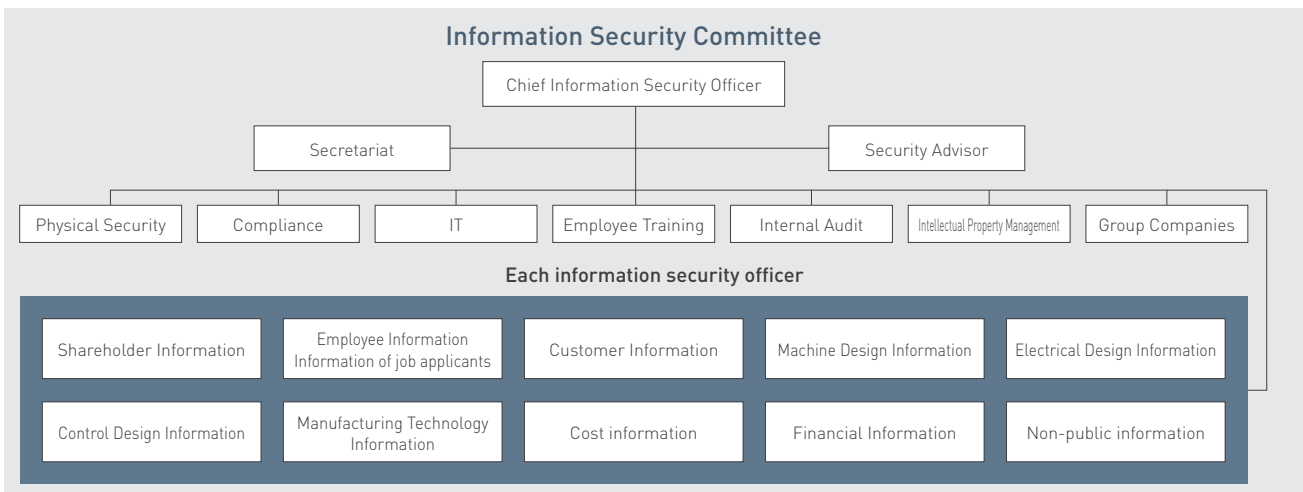 Information Security Committee
Chief Information Security Officer
Secretariat
Security Advisor
Physical Security
Compliance
IT
Employee Training
Internal Audit
Intellectual Property Management
Group Companies
Each information security officer
Shareholder Information
Employee Information
Information of job applicants
Customer Information
Machine Design Information
Electrical Design Information
Control Design Information
Manufacturing Technology
Information
Cost information
Financial Information
Non-public information